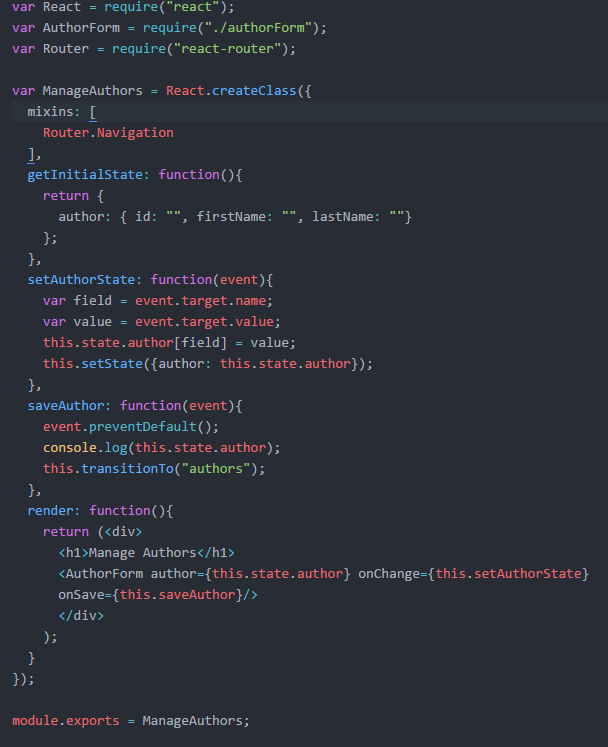 var React = require("react");
var AuthorForm = require("./authorForm");
var Router = require("react-router");

var ManageAuthors = React.createClass({
  mixins: [
    Router.Navigation
  ],
  getInitialState: function(){
    return {
      author: { id: "", firstName: "", lastName: ""}
    };
  },
  setAuthorState: function(event){
    var field = event.target.name;
    var value = event.target.value;
    this.state.author[field] = value;
    this.setState({author: this.state.author});
  },
  saveAuthor: function(event){
    event.preventDefault();
    console.log(this.state.author);
    this.transitionTo("authors");
  },
  render: function(){
    return (<div>
      <h1>Manage Authors</h1>
      <AuthorForm author={this.state.author} onChange={this.setAuthorState}
      onSave={this.saveAuthor}/>
      </div>
    );
  }
});

module.exports = ManageAuthors;